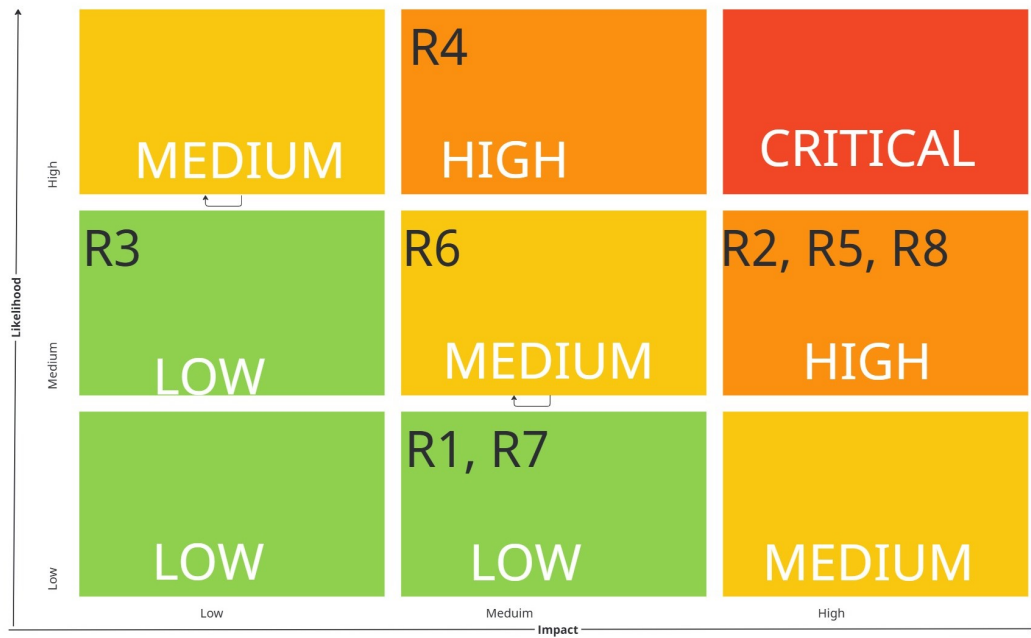 R4
MEDIUM
HIGH
CRITICAL
High
R3
R6
R2, R5, R8
LOW
MEDIUM
HIGH
Medium
Likelihood
R1, R7
LOW
LOW
MEDIUM
Low
Low
Meduim
High
Impact